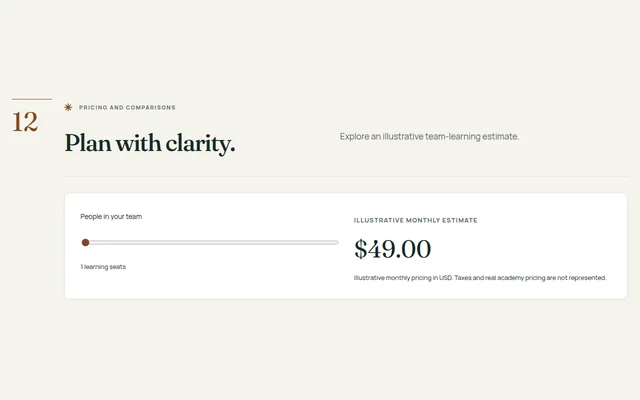 12
PRICING AND COMPARISONS
Plan with clarity.
Explore an illustrative team-learning estimate.
People in your team
1 learning seats
ILLUSTRATIVE MONTHLY ESTIMATE
$49.00
Illustrative monthly pricing in USD. Taxes and real academy pricing are not represented.